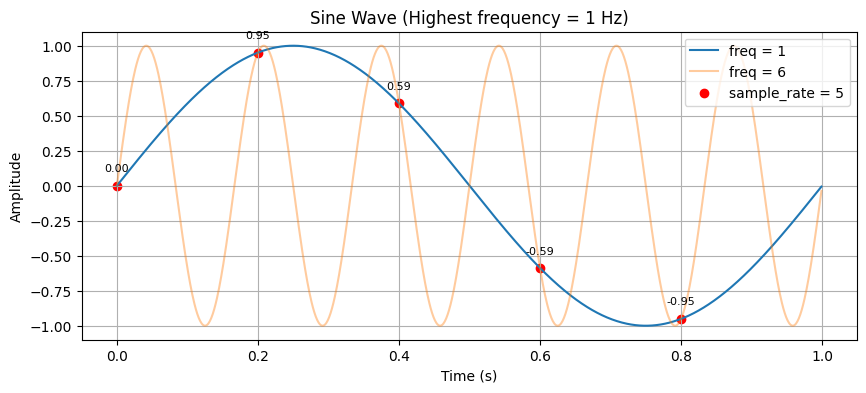 Sine Wave (Highest frequency = 1 Hz)
Amplitude
1.00
0.75
0.50
0.25
0.00
−0.25
−0.50
−0.75
−1.00
0.00
0.95
0.59
-0.59
-0.95
freq = 1
freq = 6
sample_rate = 5
0.0 0.2 0.4 0.6 0.8 1.0
Time (s)